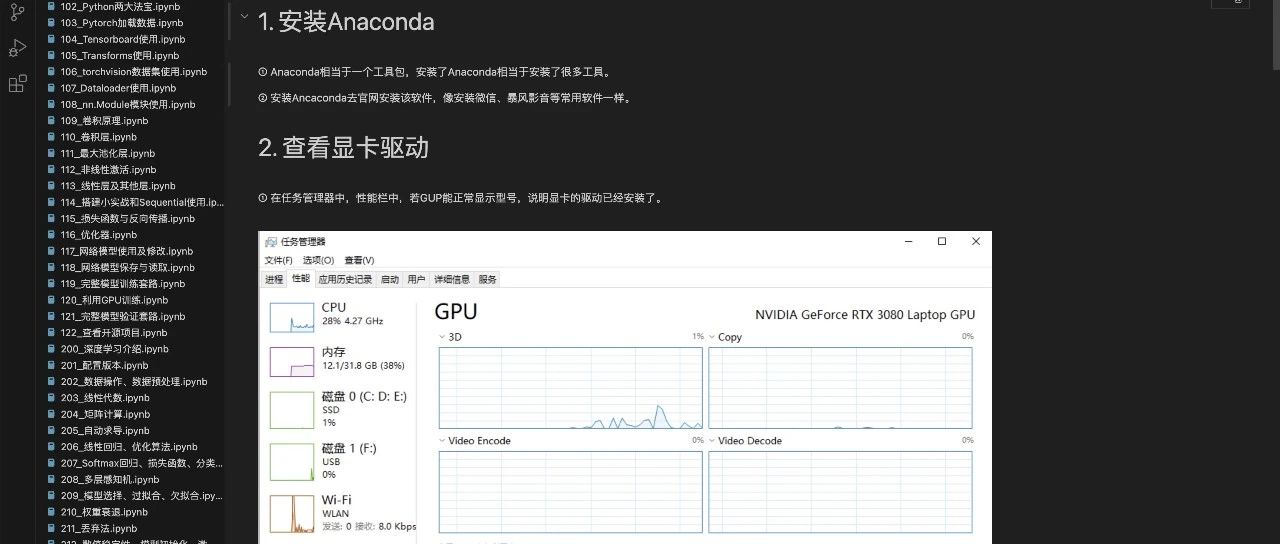 102_Python两大法宝.ipynb
103_Pytorch加载数据.ipynb
104_Tensorboard使用.ipynb
105_Transforms使用.ipynb
106_torchvision数据集使用.ipynb
107_Dataloader使用.ipynb
108_nn.Module模块使用.ipynb
109_卷积原理.ipynb
110_卷积层.ipynb
111_最大池化层.ipynb
112_非线性激活.ipynb
113_线性层及其他层.ipynb
114_搭建小实战和Sequential使用.ip...
115_损失函数与反向传播.ipynb
116_优化器.ipynb
117_网络模型使用及修改.ipynb
118_网络模型保存与读取.ipynb
119_完整模型训练套路.ipynb
120_利用GPU训练.ipynb
121_完整模型验证套路.ipynb
122_查看开源项目.ipynb
200_深度学习介绍.ipynb
201_配置版本.ipynb
202_数据操作、数据预处理.ipynb
203_线性代数.ipynb
204_矩阵计算.ipynb
205_自动求导.ipynb
206_线性回归、优化算法.ipynb
207_Softmax回归、损失函数、分类...
208_多层感知机.ipynb
209_模型选择、过拟合、欠拟合.ipy...
210_权重衰退.ipynb
211_丢弃法.ipynb
1. 安装Anaconda
① Anaconda相当于一个工具包，安装了Anaconda相当于安装了很多工具。
② 安装Ancaconda去官网安装该软件，像安装微信、暴风影音等常用软件一样。
2. 查看显卡驱动
① 在任务管理器中，性能栏中，若GUP能正常显示型号，说明显卡的驱动已经安装了。
任务管理器
文件(F) 选项(O) 查看(V)
进程 性能 应用历史记录 启动 用户 详细信息 服务
CPU
28% 4.27 GHz
内存
12.1/31.8 GB (38%)
磁盘 0 (C: D: E:)
SSD
1%
磁盘 1 (F:)
USB
0%
Wi-Fi
WLAN
发送: 0 接收: 8.0 Kbps
GPU
NVIDIA GeForce RTX 3080 Laptop GPU
3D 1% Copy 0%
Video Encode 0% Video Decode 0%